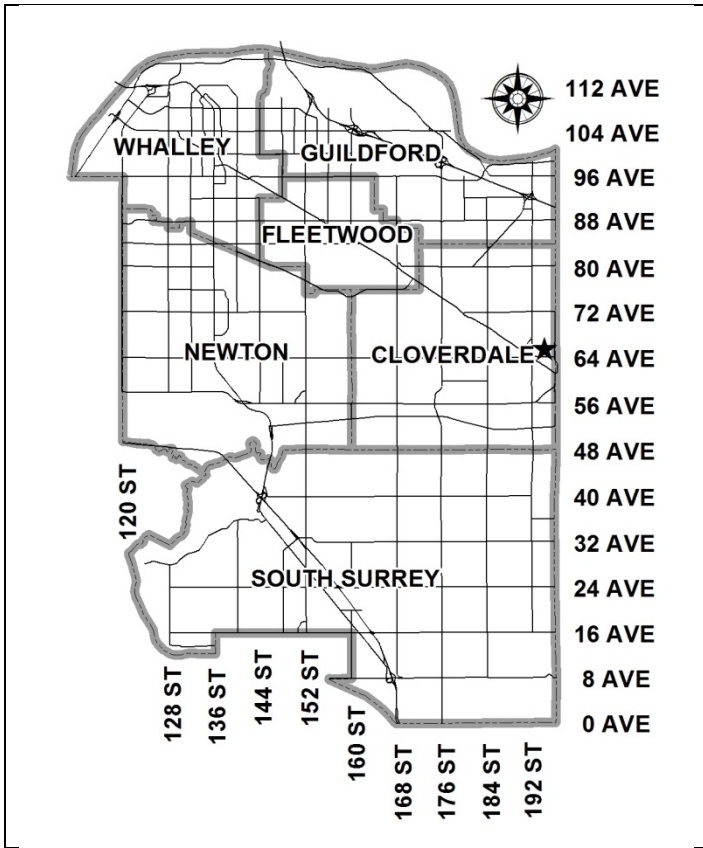 112 AVE
104 AVE
WHALLEY
GUILDFORD
96 AVE
88 AVE
FLEETWOOD
80 AVE
72 AVE
NEWTON
CLOVERDALE
64 AVE
56 AVE
48 AVE
40 AVE
120 ST
32 AVE
SOUTH SURREY
24 AVE
16 AVE
8 AVE
128 ST
136 ST
144 ST
152 ST
0 AVE
160 ST
168 ST
176 ST
184 ST
192 ST